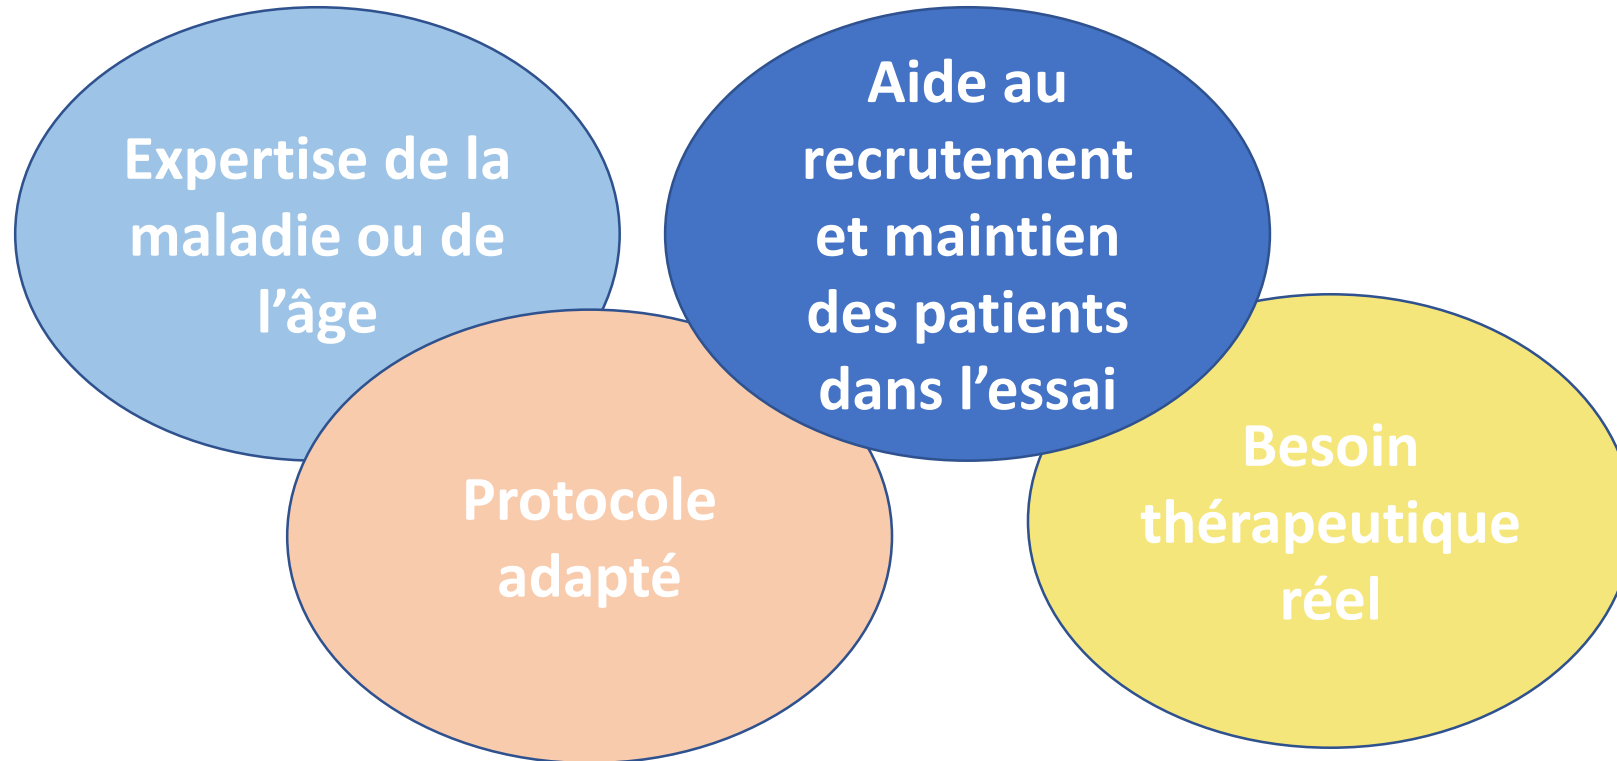 Expertise de la
maladie ou de
l’âge
Aide au
recrutement
et maintien
des patients
dans l’essai
Protocole
adapté
Besoin
thérapeutique
réel